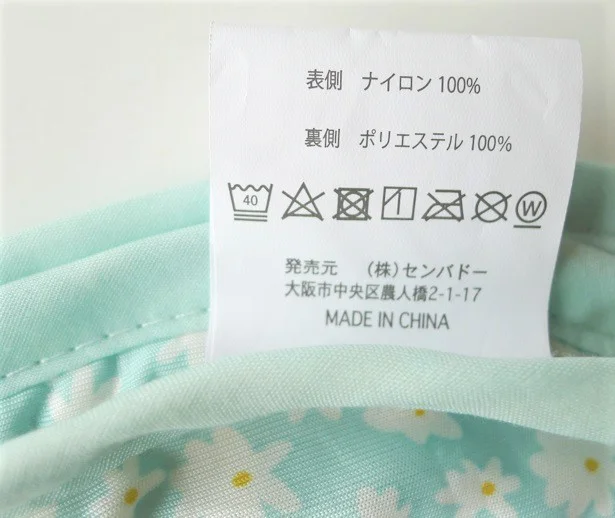 表側 ナイロン 100%
裏側 ポリエステル 100%
40 W
発売元 (株)センバドー
大阪市中央区農人橋2-1-17
MADE IN CHINA